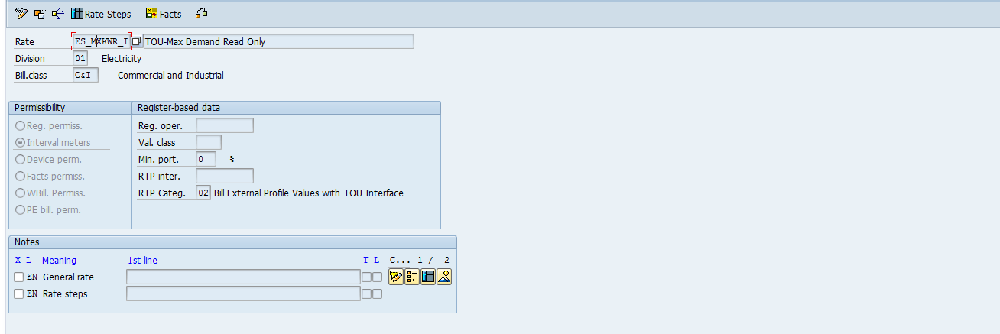 Rate Steps Facts
Rate ES_MXKWR_I TOU-Max Demand Read Only
Division 01 Electricity
Bill.class C&I Commercial and Industrial
Permissibility Register-based data
Reg. permiss. Reg. oper.
Interval meters Val. class
Device perm. Min. port. 0 %
Facts permiss. RTP inter.
WBill. Permiss. RTP Categ. 02 Bill External Profile Values with TOU Interface
PE bill. perm.
Notes
X L Meaning 1st line T L C... 1 / 2
EN General rate
EN Rate steps